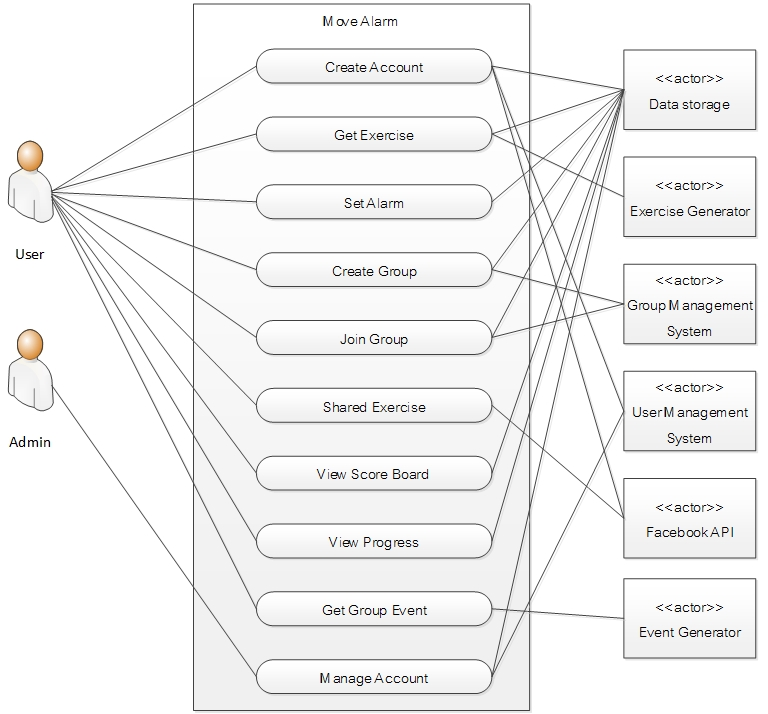 Move Alarm
Create Account
Get Exercise
Set Alarm
Create Group
Join Group
Shared Exercise
View Score Board
View Progress
Get Group Event
Manage Account
User
Admin
<<actor>>
Data storage
<<actor>>
Exercise Generator
<<actor>>
Group Management
System
<<actor>>
User Management
System
<<actor>>
Facebook API
<<actor>>
Event Generator